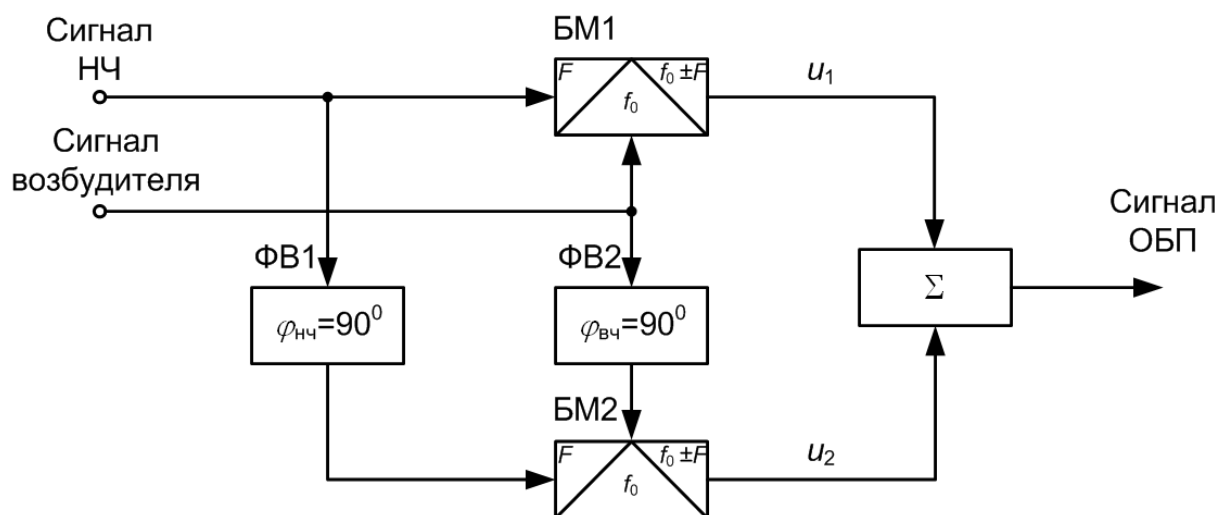 Сигнал
НЧ
БМ1
F
f₀ ±F
f₀
u₁
Сигнал
возбудителя
ФВ1
ФВ2
Сигнал
ОБП
φнч=90⁰
φвч=90⁰
Σ
БМ2
F
f₀ ±F
f₀
u₂